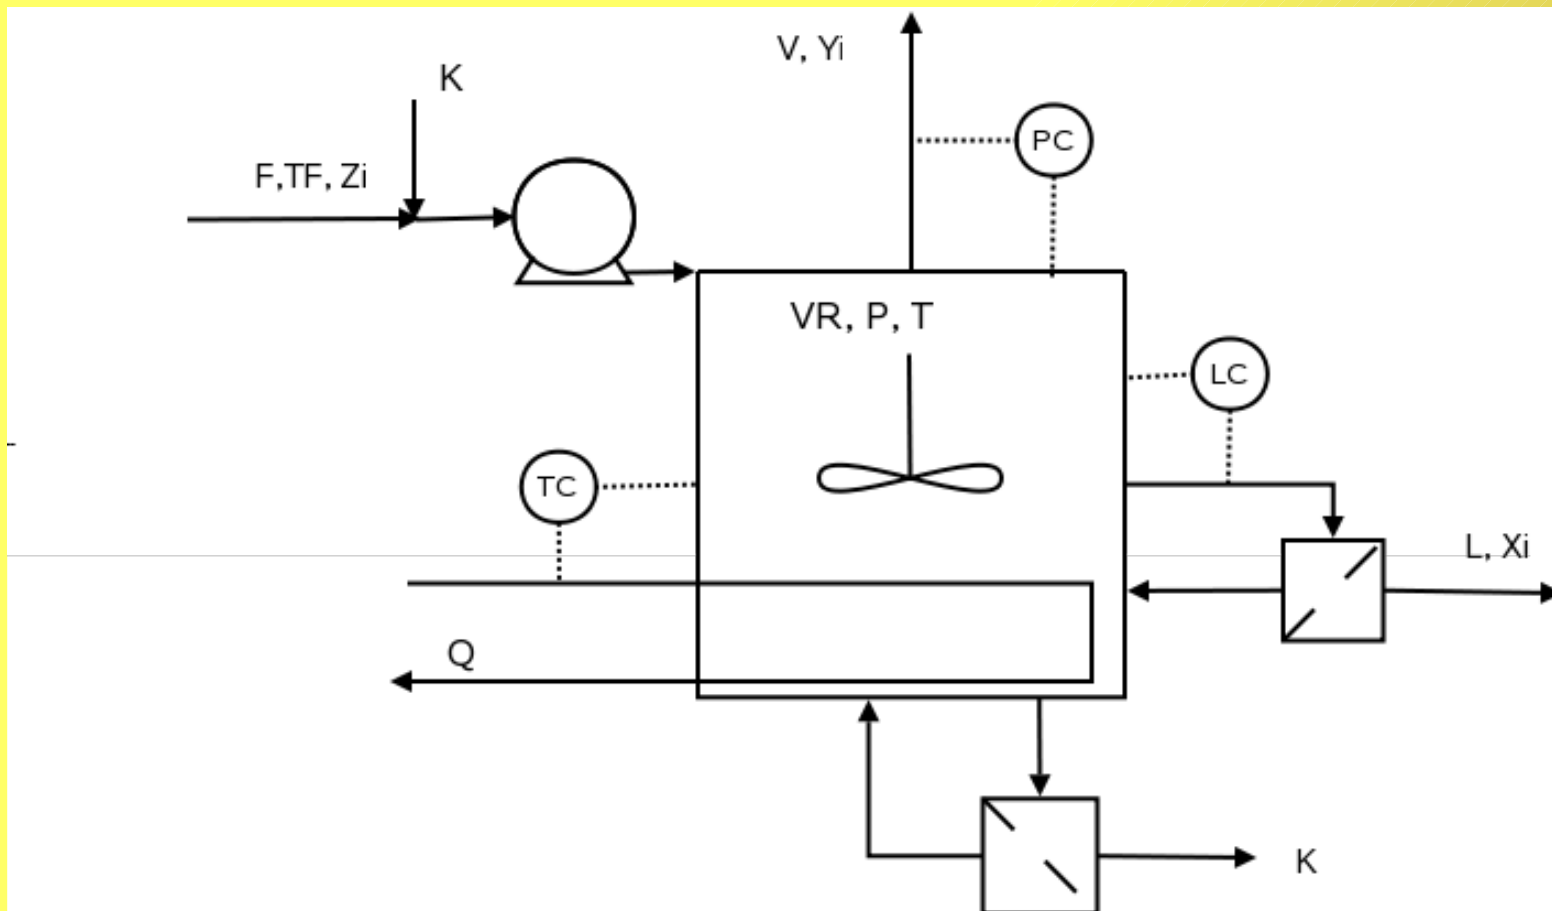 V, Yi
K
PC
F,TF, Zi
VR, P, T
LC
TC
L, Xi
Q
K